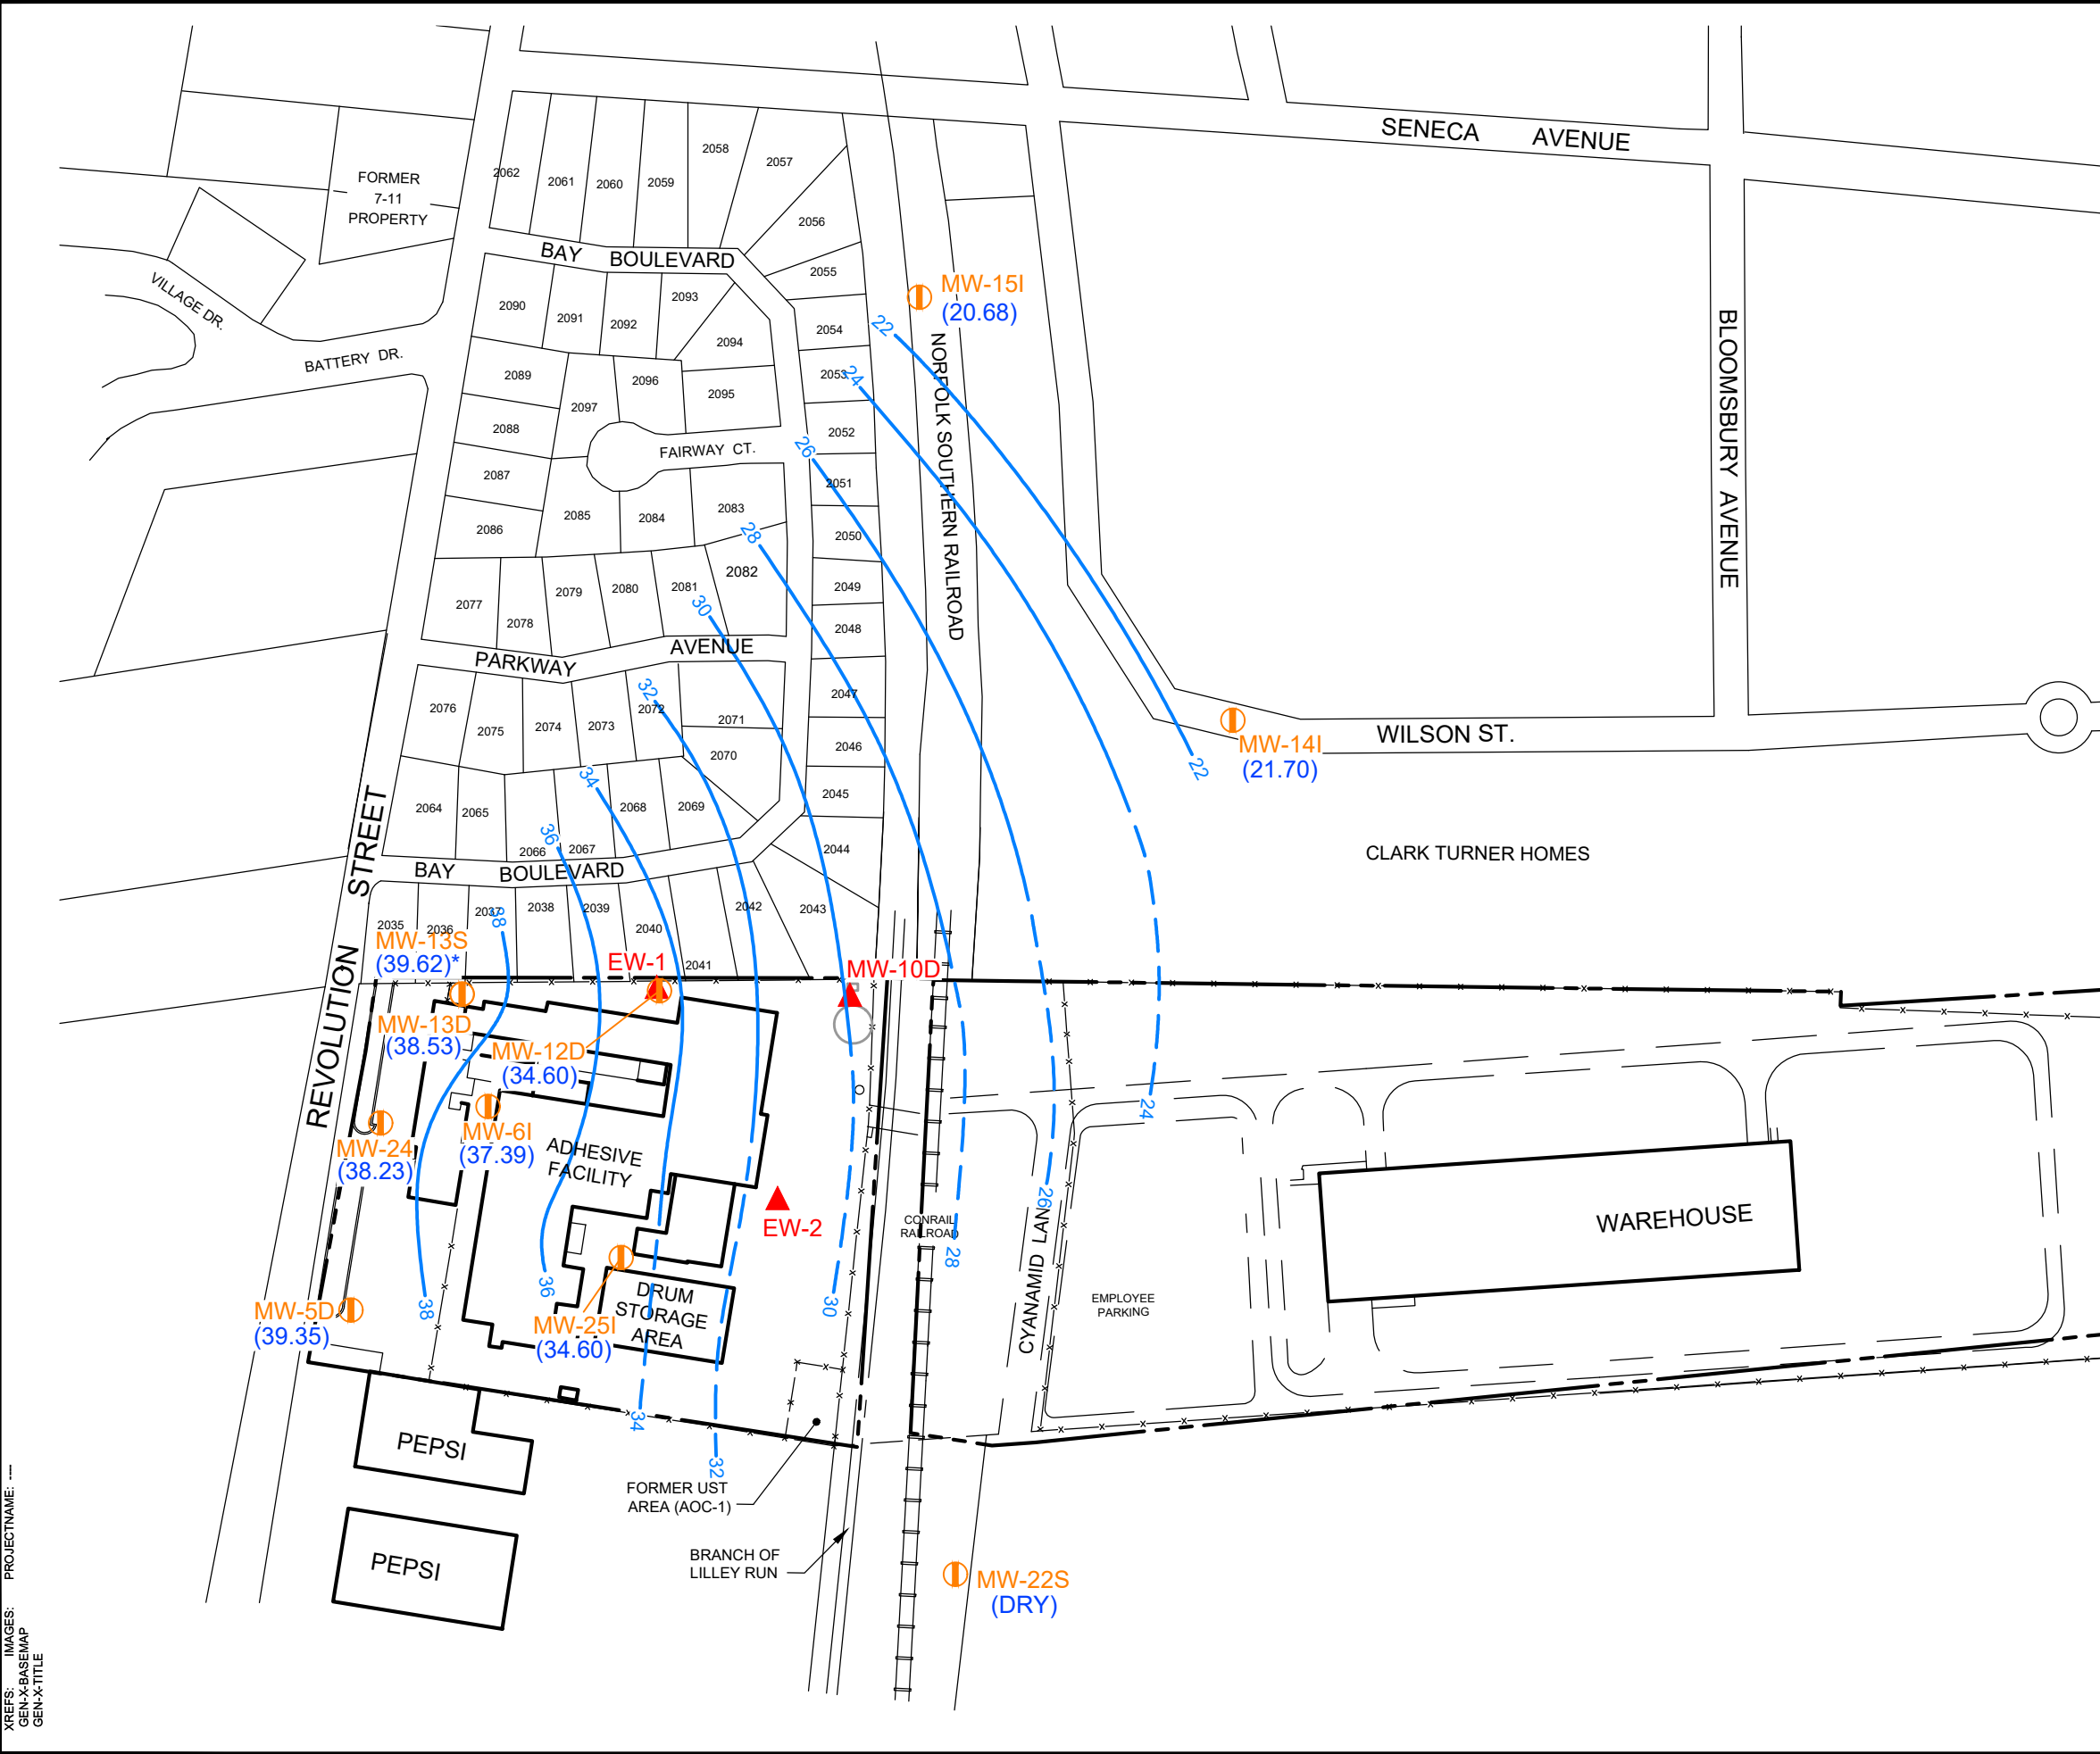 SENECA AVENUE
FORMER
7-11
PROPERTY
2062
2061
2060
2059
2058
2057
2056
2055
BAY BOULEVARD
VILLAGE DR.
BATTERY DR.
2090
2091
2092
2093
2094
2054
MW-15I
(20.68)
22
2089
2097
2096
2095
2053
24
NORFOLK SOUTHERN RAILROAD
BLOOMSBURY AVENUE
2088
2052
26
FAIRWAY CT.
2087
2051
2086
2085
2084
2083
28
2050
2082
2077
2078
2079
2080
2081
30
2049
2048
PARKWAY AVENUE
2076
2075
2074
2073
32
2072
2071
2070
2047
2046
MW-14I
(21.70)
22
WILSON ST.
34
2064
2065
2068
2069
2045
36
2066
2067
2044
CLARK TURNER HOMES
BAY BOULEVARD
REVOLUTION STREET
2035
2036
2037
38
2038
2039
2040
2041
2042
2043
MW-13S
(39.62)*
EW-1
MW-10D
MW-13D
(38.53)
MW-12D
(34.60)
24
MW-24
(38.23)
MW-6I
(37.39)
ADHESIVE
FACILITY
EW-2
CONRAIL
RAILROAD
26
28
CYANAMID LANE
WAREHOUSE
EMPLOYEE
PARKING
MW-5D
(39.35)
38
36
MW-25I
(34.60)
DRUM
STORAGE
AREA
30
34
32
PEPSI
FORMER UST
AREA (AOC-1)
BRANCH OF
LILLEY RUN
PEPSI
MW-22S
(DRY)
XREFS: IMAGES: PROJECTNAME: ----
GEN-X-BASEMAP
GEN-X-TITLE